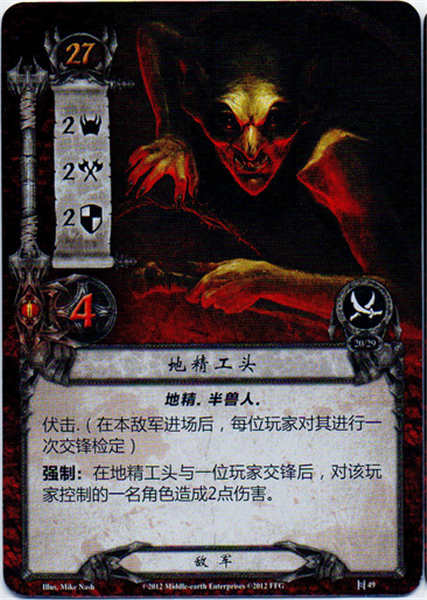 27
2
2
2
4
20/29
地精工头
地精. 半兽人.
伏击.（在本敌军进场后，每位玩家对其进行一
次交锋检定）
强制：在地精工头与一位玩家交锋后，对该玩
家控制的一名角色造成2点伤害。
敌军
Illus. Mike Nash
©2012 Middle-earth Enterprises ©2012 FFG
49